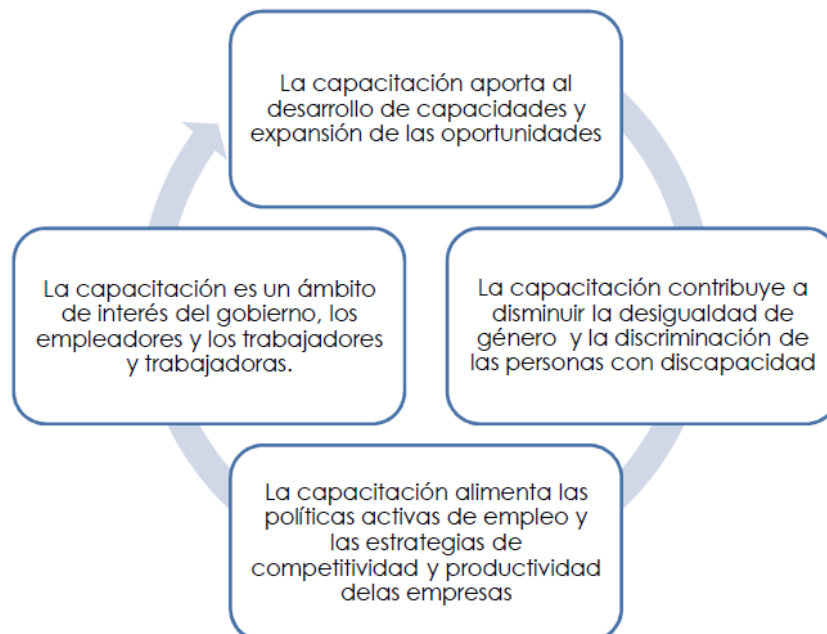 La capacitación aporta al
desarrollo de capacidades y
expansión de las oportunidades
La capacitación contribuye a
disminuir la desigualdad de
género y la discriminación de
las personas con discapacidad
La capacitación alimenta las
políticas activas de empleo y
las estrategias de
competitividad y productividad
delas empresas
La capacitación es un ámbito
de interés del gobierno, los
empleadores y los trabajadores
y trabajadoras.